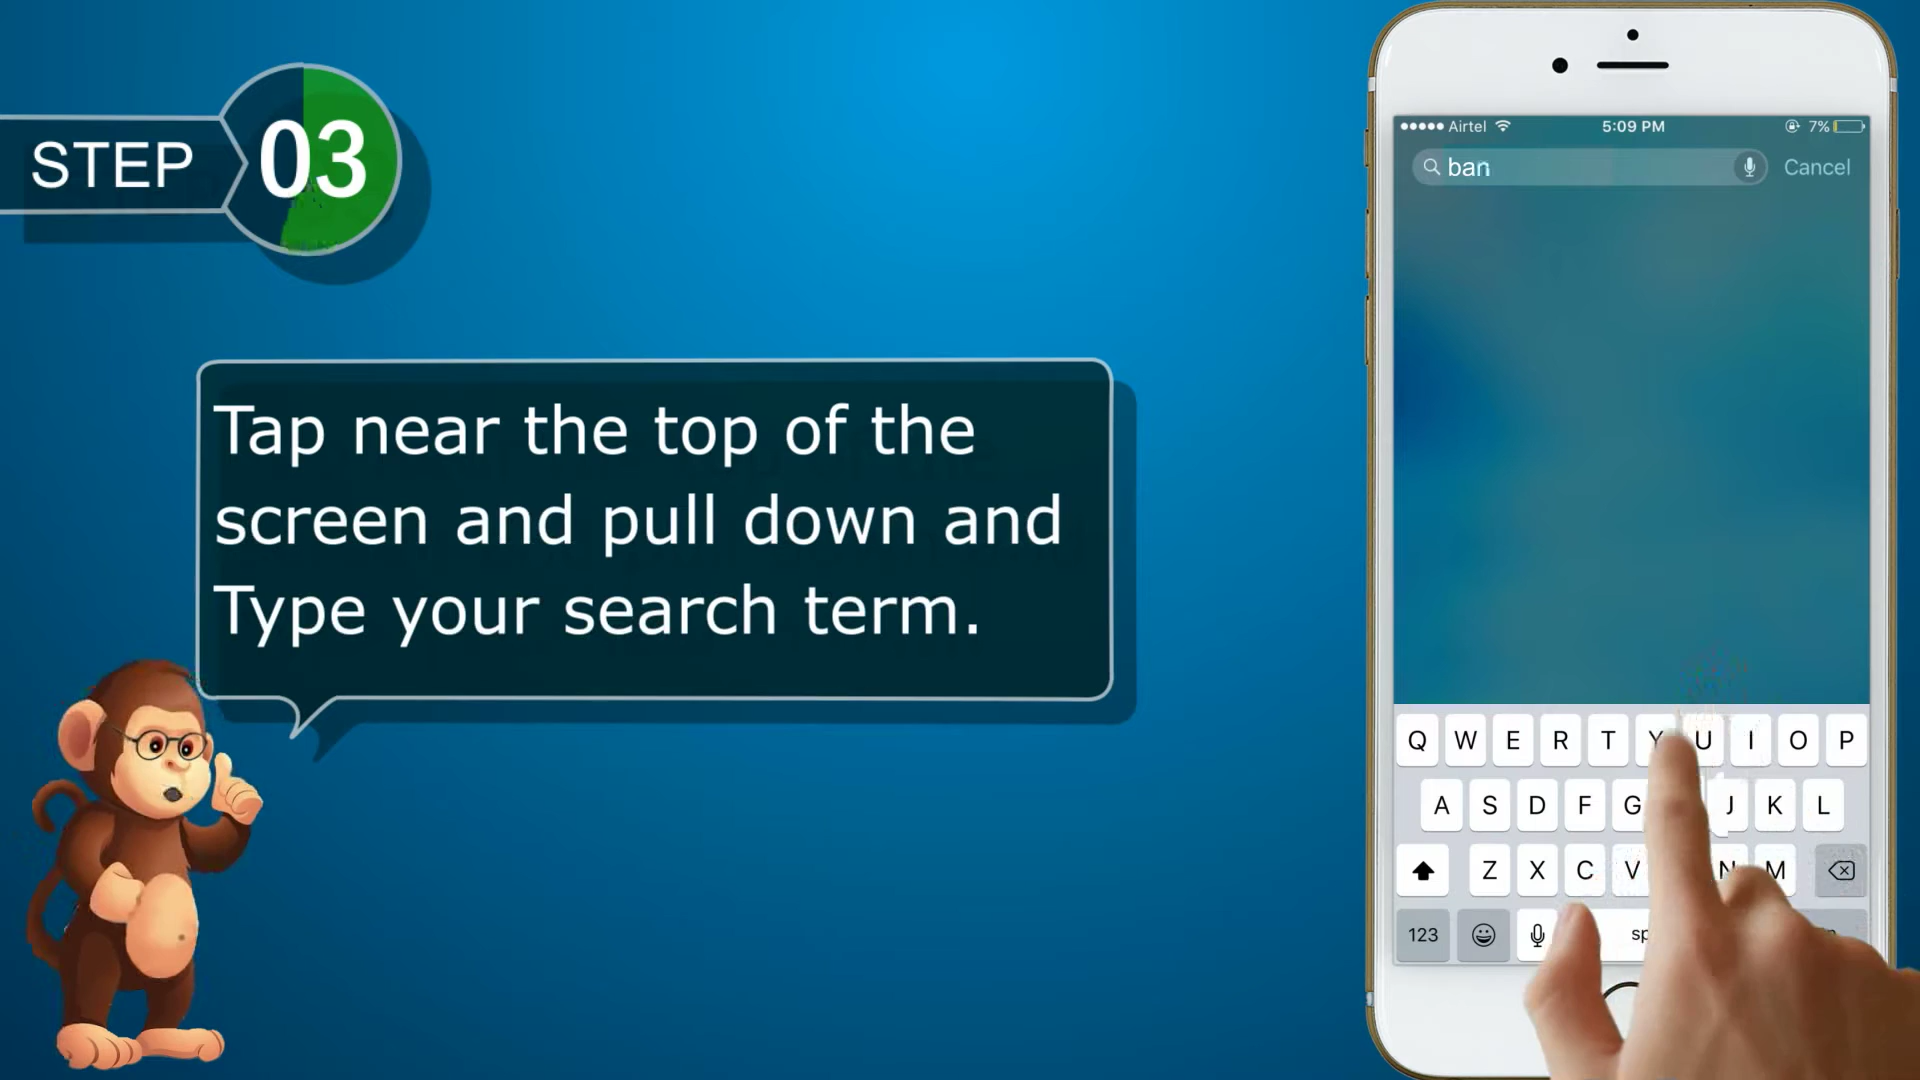 STEP 03
Tap near the top of the
screen and pull down and
Type your search term.
Airtel 5:09 PM 7%
ban Cancel
Q W E R T Y U I O P
A S D F G J K L
Z X C V N M
123